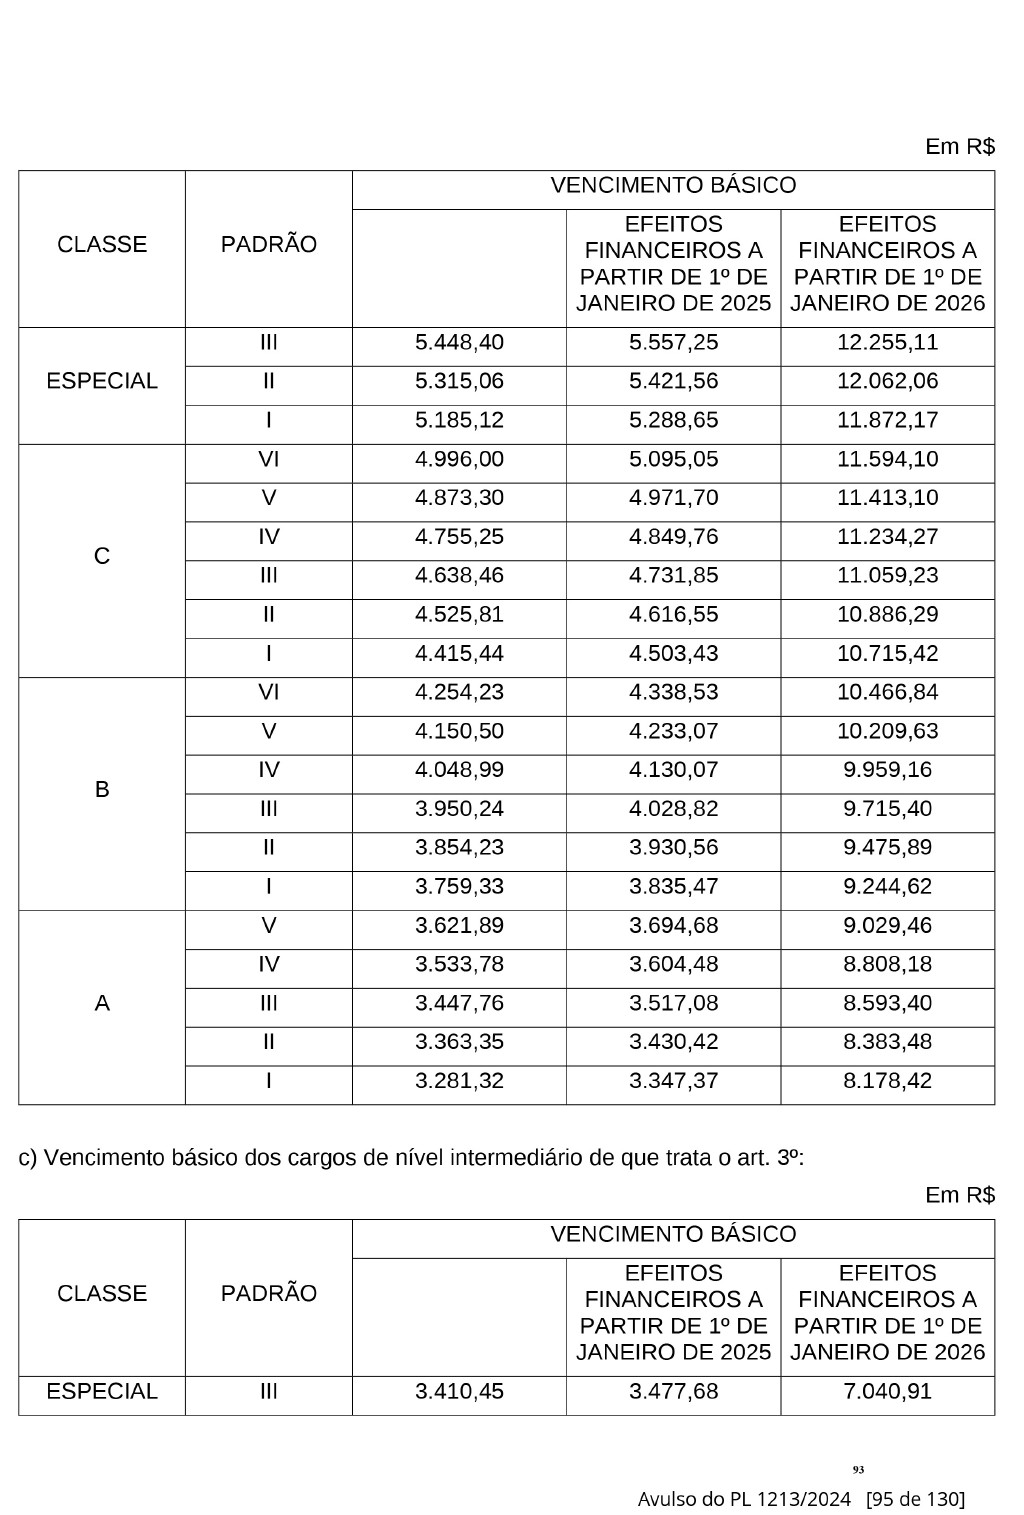 Em R$
VENCIMENTO BÁSICO
CLASSE PADRÃO
EFEITOS FINANCEIROS A PARTIR DE 1º DE JANEIRO DE 2025
EFEITOS FINANCEIROS A PARTIR DE 1º DE JANEIRO DE 2026
ESPECIAL
III 5.448,40 5.557,25 12.255,11
II 5.315,06 5.421,56 12.062,06
I 5.185,12 5.288,65 11.872,17
C
VI 4.996,00 5.095,05 11.594,10
V 4.873,30 4.971,70 11.413,10
IV 4.755,25 4.849,76 11.234,27
III 4.638,46 4.731,85 11.059,23
II 4.525,81 4.616,55 10.886,29
I 4.415,44 4.503,43 10.715,42
B
VI 4.254,23 4.338,53 10.466,84
V 4.150,50 4.233,07 10.209,63
IV 4.048,99 4.130,07 9.959,16
III 3.950,24 4.028,82 9.715,40
II 3.854,23 3.930,56 9.475,89
I 3.759,33 3.835,47 9.244,62
A
V 3.621,89 3.694,68 9.029,46
IV 3.533,78 3.604,48 8.808,18
III 3.447,76 3.517,08 8.593,40
II 3.363,35 3.430,42 8.383,48
I 3.281,32 3.347,37 8.178,42
c) Vencimento básico dos cargos de nível intermediário de que trata o art. 3º:
Em R$
VENCIMENTO BÁSICO
CLASSE PADRÃO
EFEITOS FINANCEIROS A PARTIR DE 1º DE JANEIRO DE 2025
EFEITOS FINANCEIROS A PARTIR DE 1º DE JANEIRO DE 2026
ESPECIAL III 3.410,45 3.477,68 7.040,91
93
Avulso do PL 1213/2024 [95 de 130]